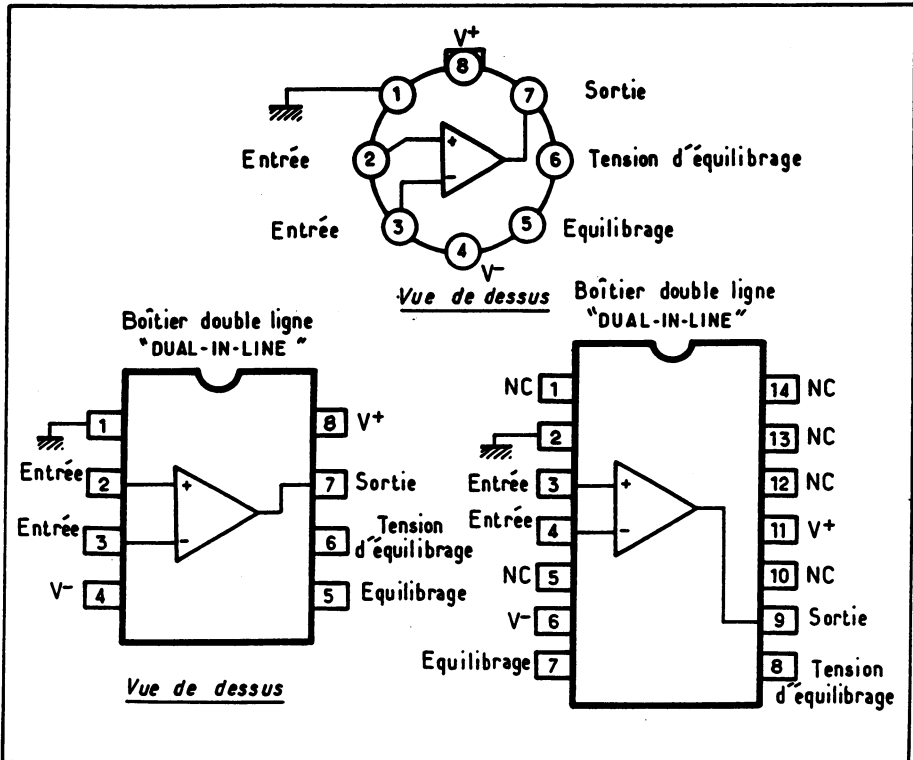 V+
8
1
7
Sortie
Entrée
2
+
6
Tension d'équilibrage
Entrée
3
-
5
Equilibrage
4
V-
Vue de dessus
Boîtier double ligne
"DUAL-IN-LINE"
1
8
V+
Entrée
2
+
7
Sortie
Entrée
3
-
6
Tension
d'équilibrage
V-
4
5
Equilibrage
Vue de dessus
Boîtier double ligne
"DUAL-IN-LINE"
NC
1
14
NC
2
13
NC
Entrée
3
+
12
NC
Entrée
4
-
11
V+
NC
5
10
NC
V-
6
9
Sortie
Equilibrage
7
8
Tension
d'équilibrage